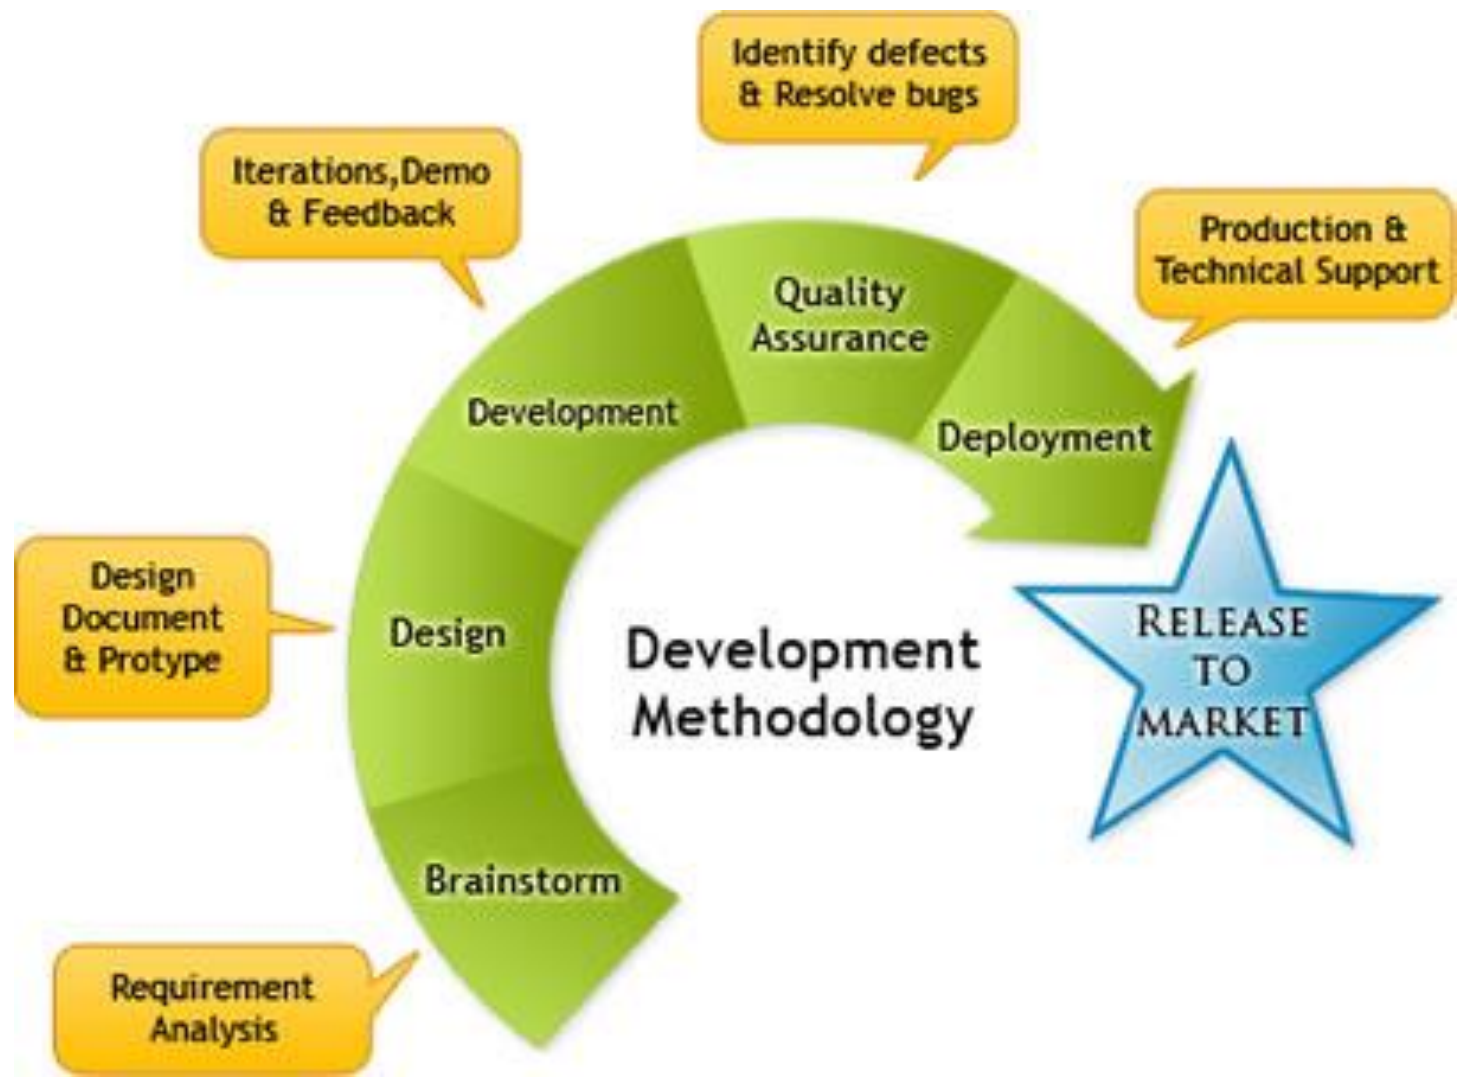 Identify defects
& Resolve bugs
Iterations,Demo
& Feedback
Production &
Technical Support
Quality
Assurance
Development
Deployment
Design
Document
& Protype
Design
Development
Methodology
RELEASE
TO
MARKET
Brainstorm
Requirement
Analysis